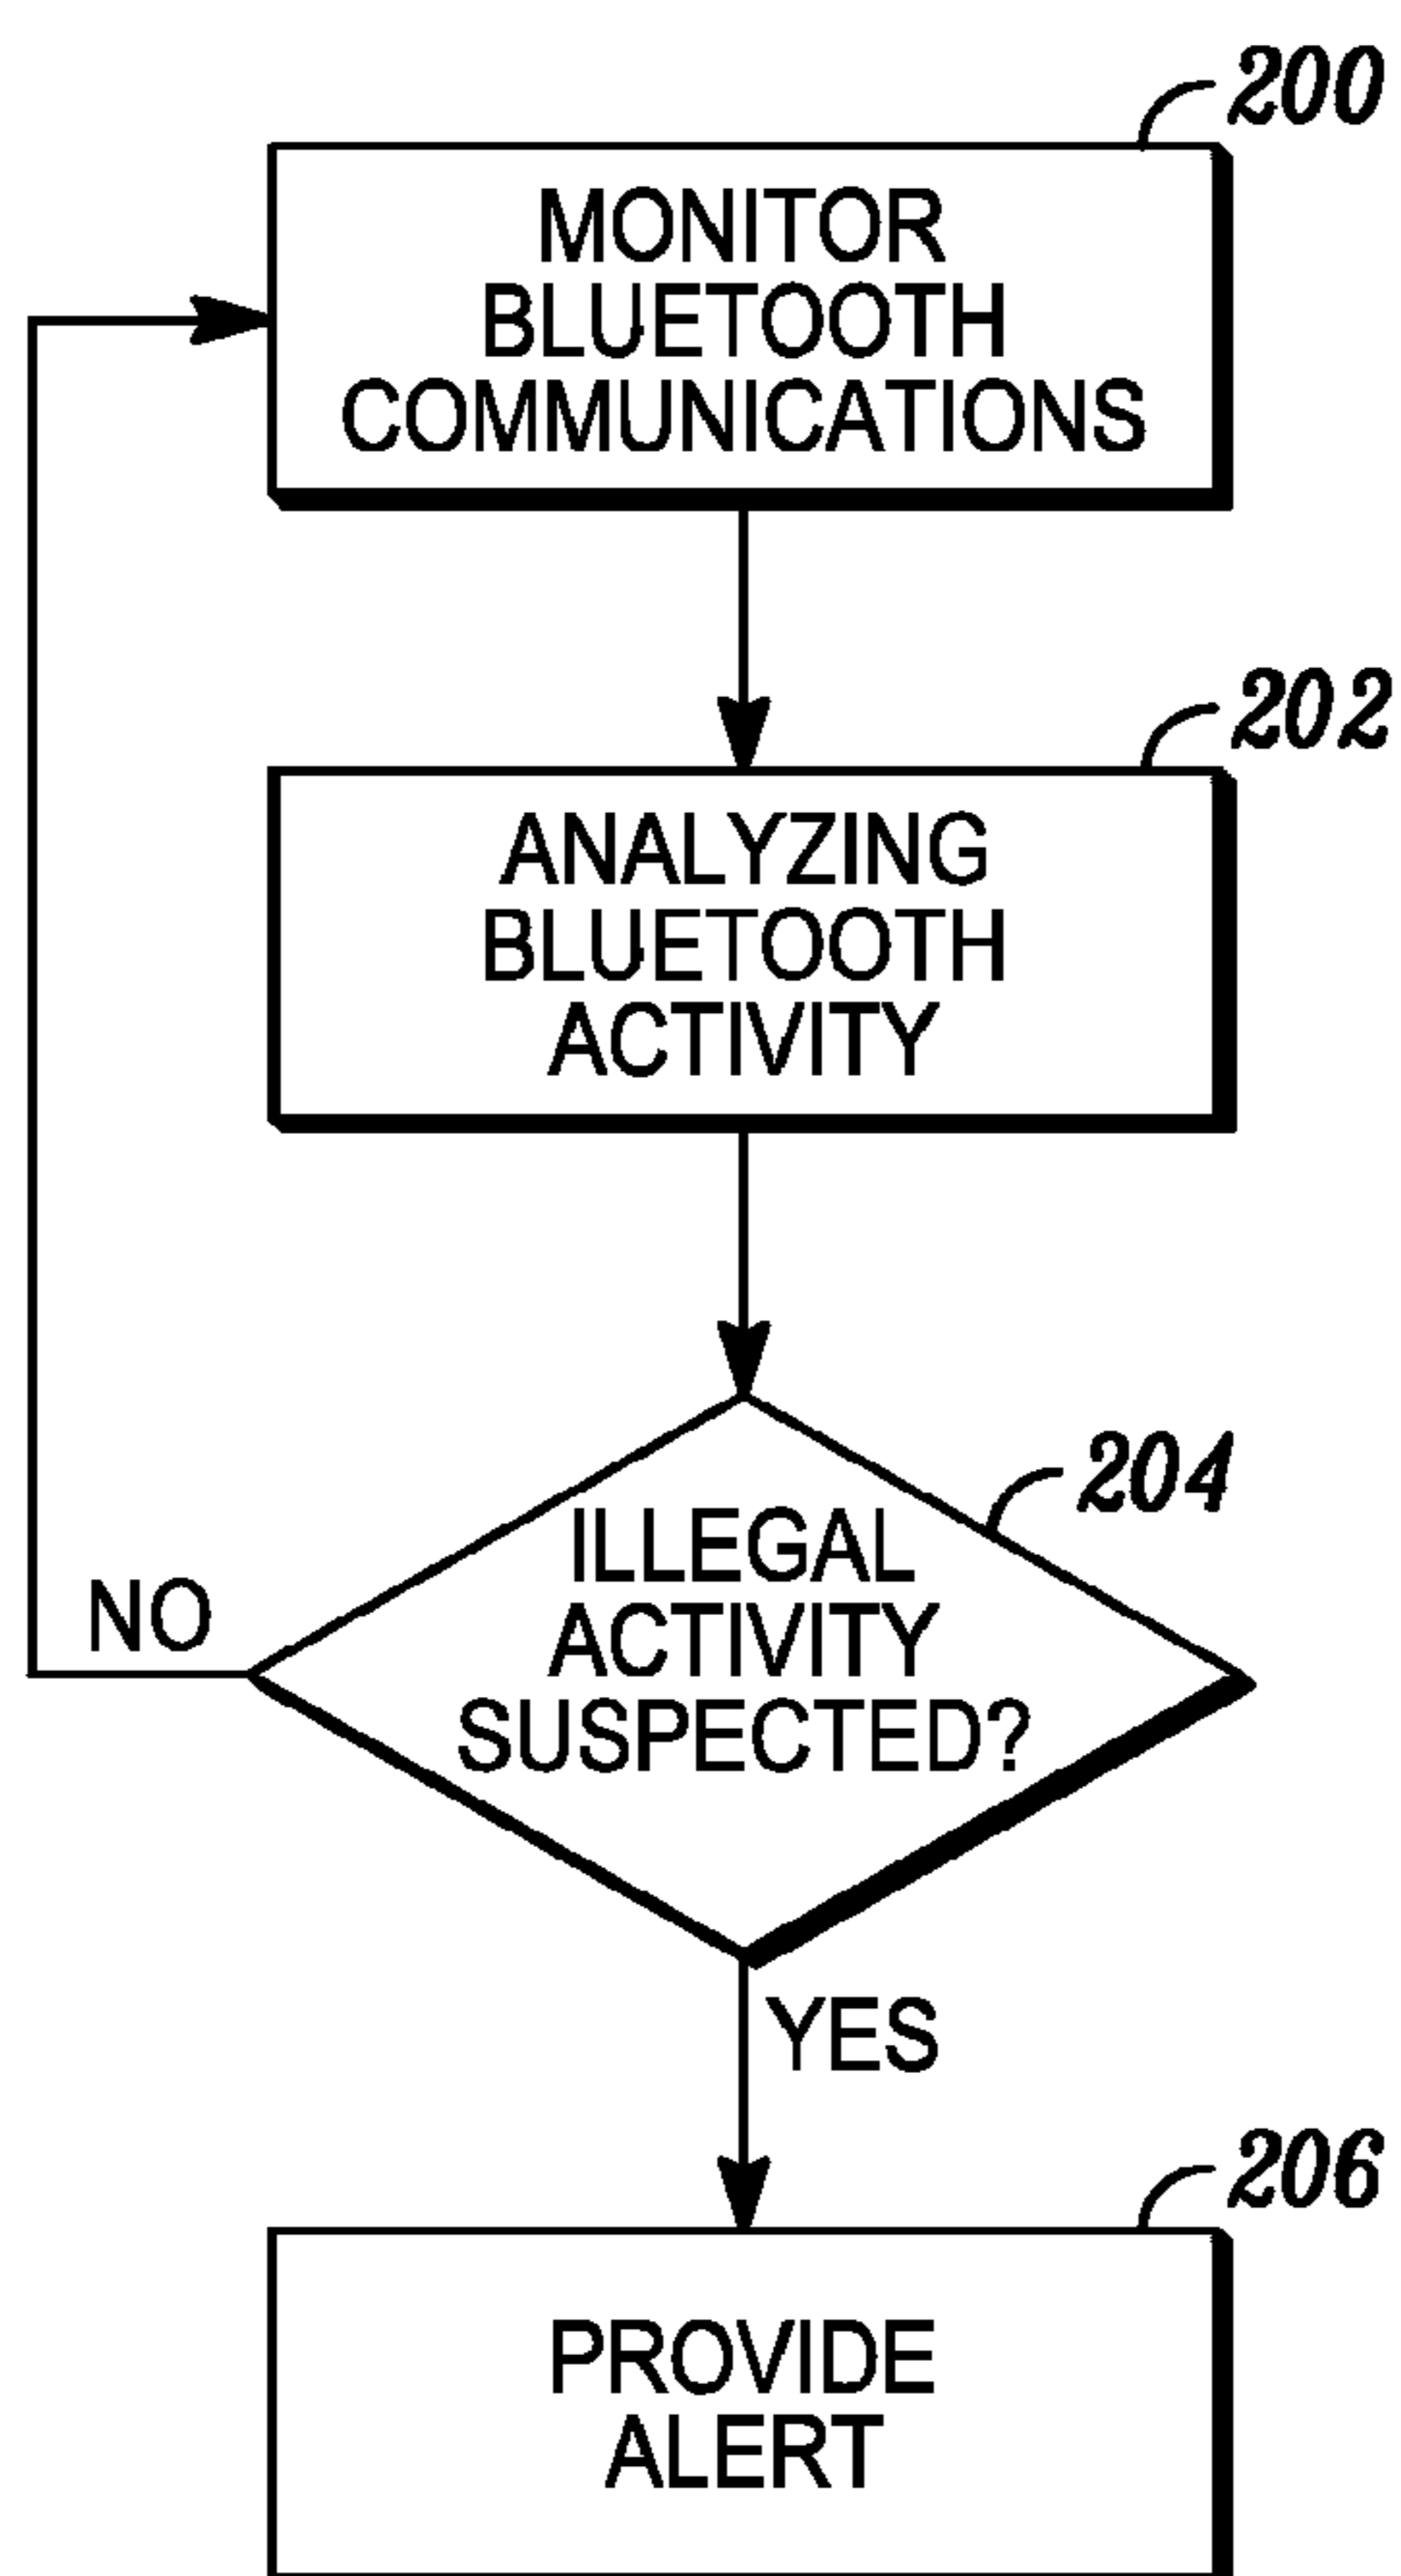 200
MONITOR
BLUETOOTH
COMMUNICATIONS
202
ANALYZING
BLUETOOTH
ACTIVITY
204
ILLEGAL
ACTIVITY
SUSPECTED?
NO
YES
206
PROVIDE
ALERT